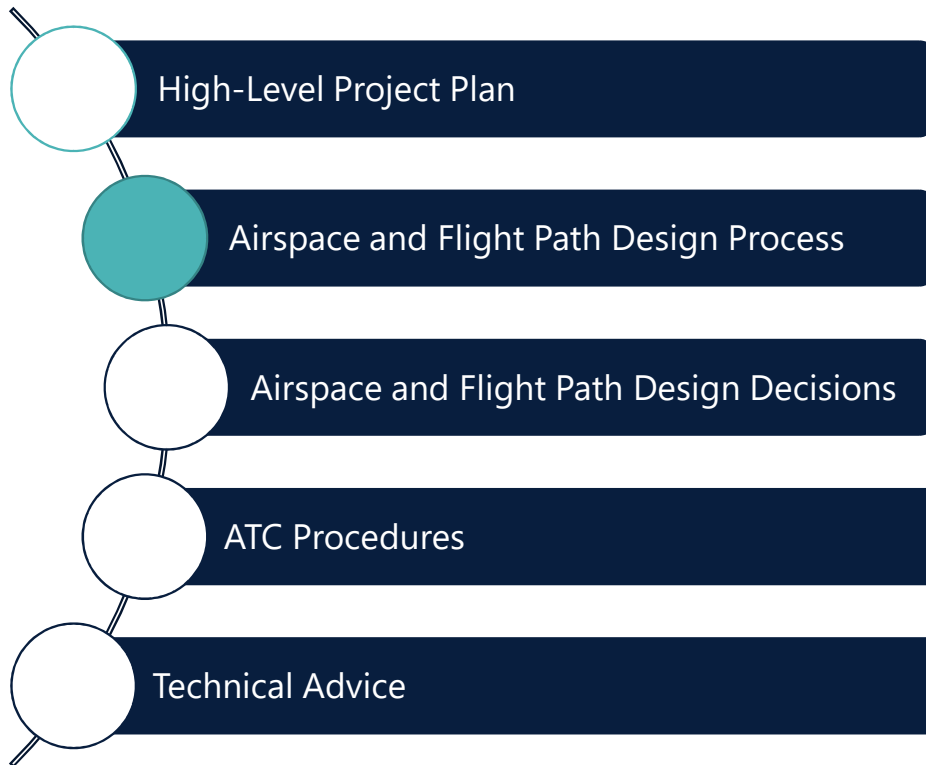 High-Level Project Plan
Airspace and Flight Path Design Process
Airspace and Flight Path Design Decisions
ATC Procedures
Technical Advice